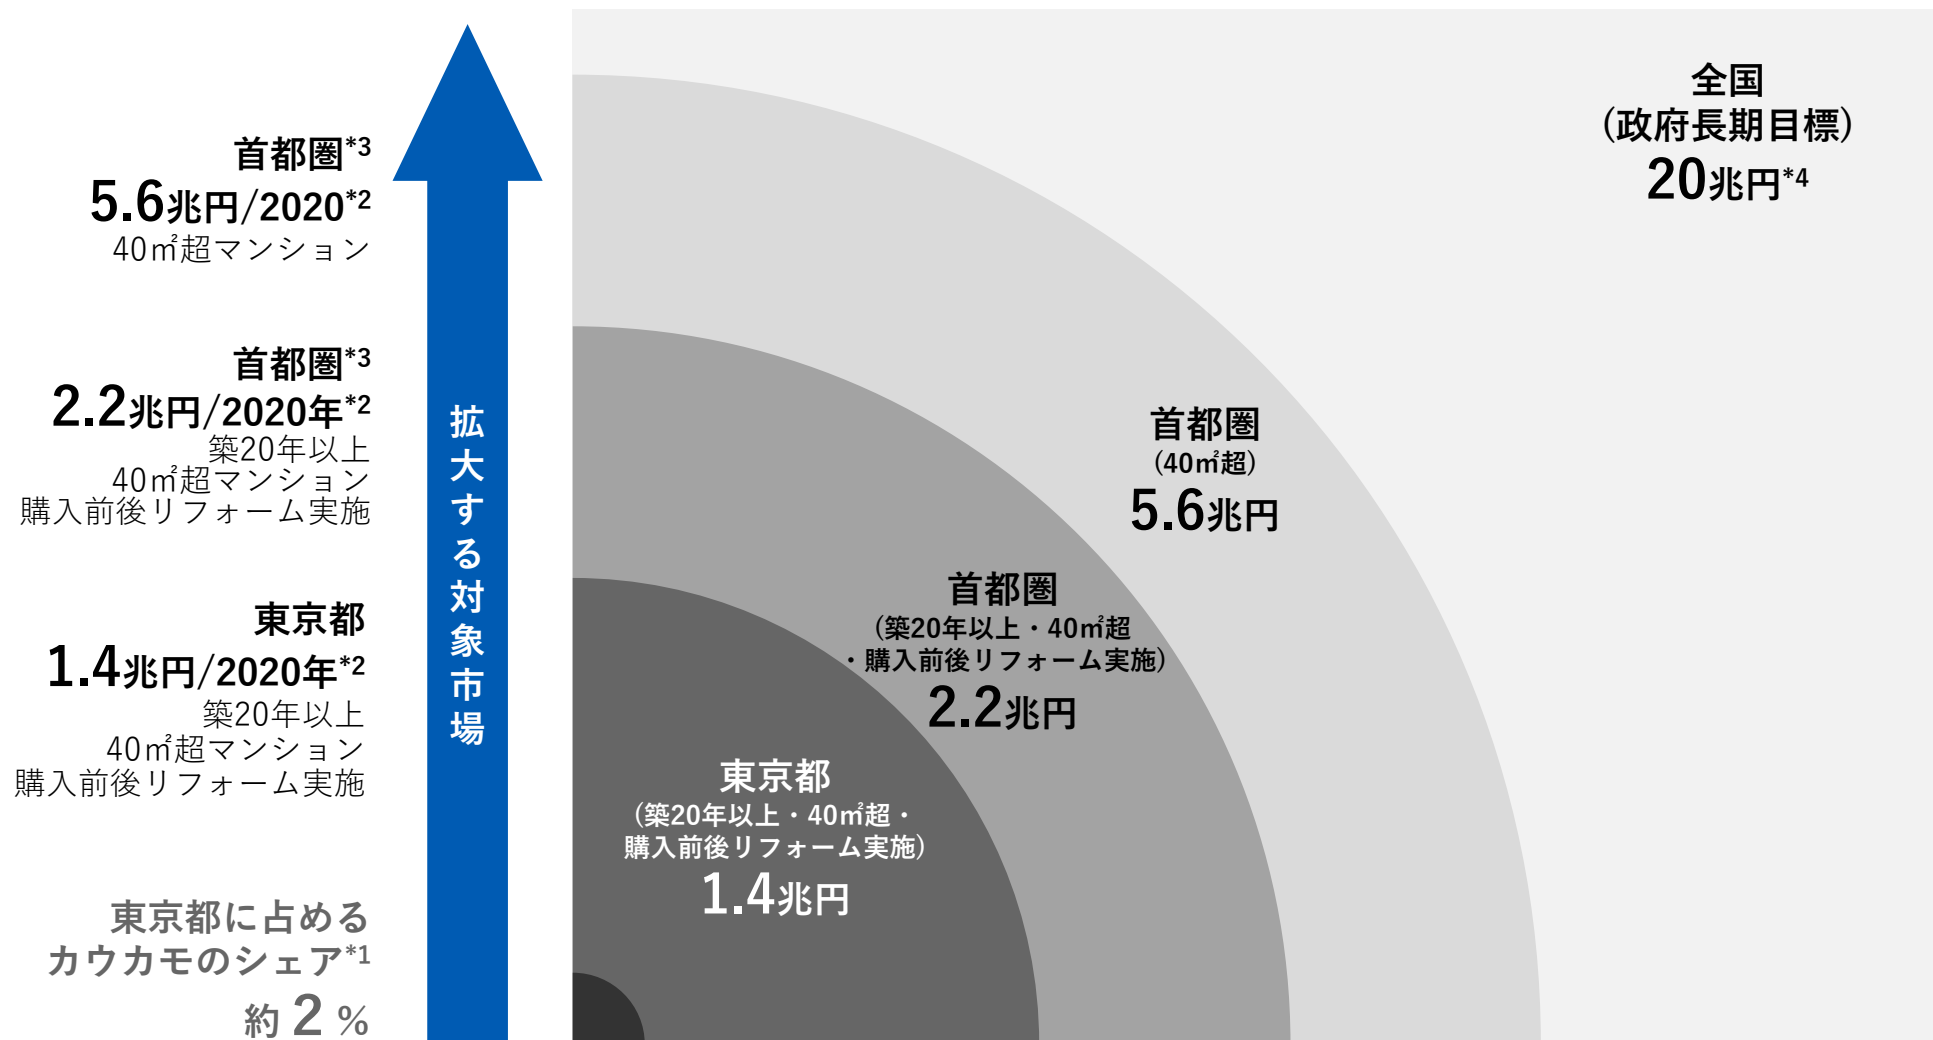 首都圏*3
5.6兆円/2020*2
40㎡超マンション
首都圏*3
2.2兆円/2020年*2
築20年以上
40㎡超マンション
購入前後リフォーム実施
東京都
1.4兆円/2020年*2
築20年以上
40㎡超マンション
購入前後リフォーム実施
東京都に占める
カウカモのシェア*1
約 2 %
拡大する対象市場
全国
(政府長期目標)
20兆円*4
首都圏
(40㎡超)
5.6兆円
首都圏
(築20年以上・40㎡超
・購入前後リフォーム実施)
2.2兆円
東京都
(築20年以上・40㎡超・
購入前後リフォーム実施)
1.4兆円